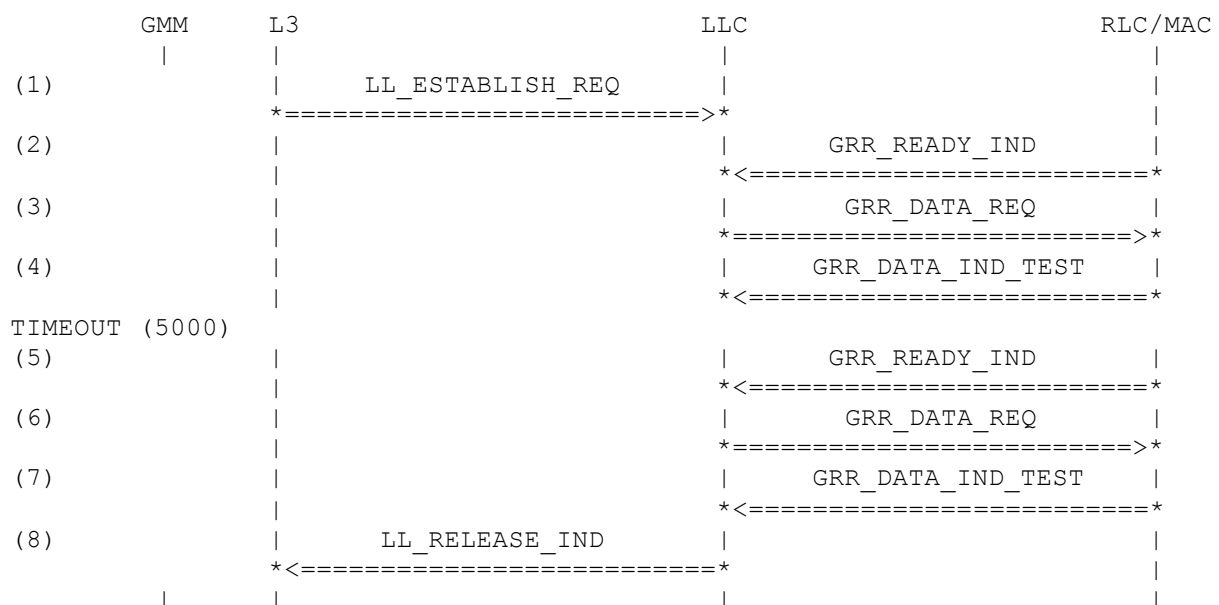 GMM L3 LLC RLC/MAC
| | | |
(1) | LL_ESTABLISH_REQ | |
*==========================>* |
(2) | | GRR_READY_IND |
| *<=========================*
(3) | | GRR_DATA_REQ |
| *=========================>*
(4) | | GRR_DATA_IND_TEST |
| *<=========================*
TIMEOUT (5000)
(5) | | GRR_READY_IND |
| *<=========================*
(6) | | GRR_DATA_REQ |
| *=========================>*
(7) | | GRR_DATA_IND_TEST |
| *<=========================*
(8) | LL_RELEASE_IND | |
*<==========================* |
| | | |